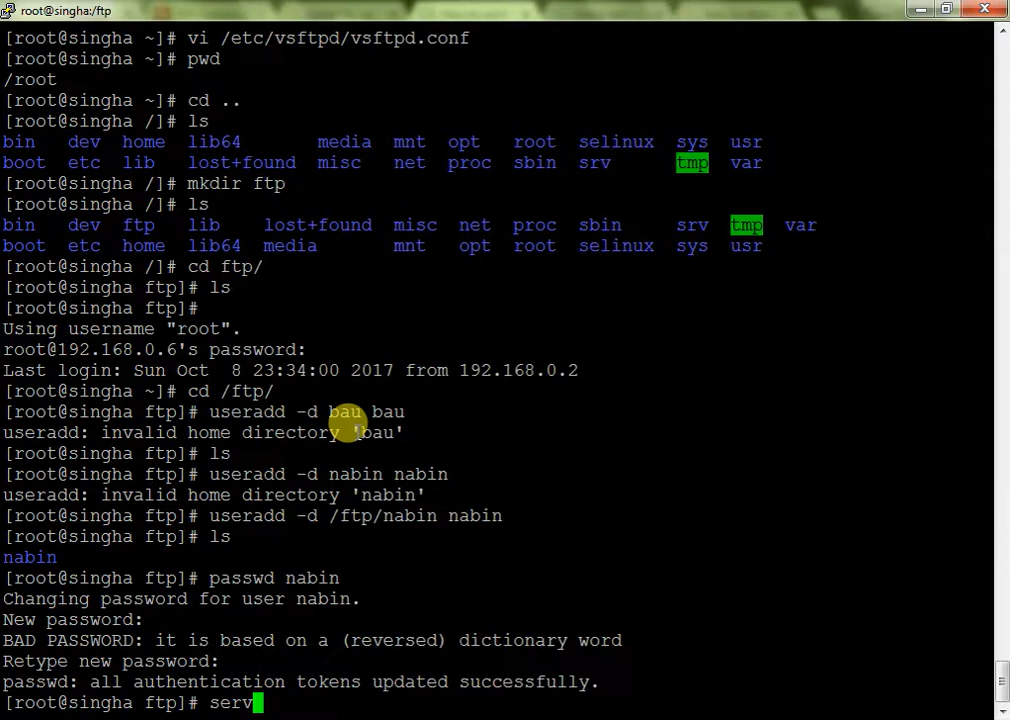 root@singha:/ftp
[root@singha ~]# vi /etc/vsftpd/vsftpd.conf
[root@singha ~]# pwd
/root
[root@singha ~]# cd ..
[root@singha /]# ls
bin dev home lib64 media mnt opt root selinux sys usr
boot etc lib lost+found misc net proc sbin srv tmp var
[root@singha /]# mkdir ftp
[root@singha /]# ls
bin dev ftp lib lost+found misc net proc sbin srv tmp var
boot etc home lib64 media mnt opt root selinux sys usr
[root@singha /]# cd ftp/
[root@singha ftp]# ls
[root@singha ftp]#
Using username "root".
root@192.168.0.6's password:
Last login: Sun Oct  8 23:34:00 2017 from 192.168.0.2
[root@singha ~]# cd /ftp/
[root@singha ftp]# useradd -d bau bau
useradd: invalid home directory 'bau'
[root@singha ftp]# ls
[root@singha ftp]# useradd -d nabin nabin
useradd: invalid home directory 'nabin'
[root@singha ftp]# useradd -d /ftp/nabin nabin
[root@singha ftp]# ls
nabin
[root@singha ftp]# passwd nabin
Changing password for user nabin.
New password:
BAD PASSWORD: it is based on a (reversed) dictionary word
Retype new password:
passwd: all authentication tokens updated successfully.
[root@singha ftp]# serv